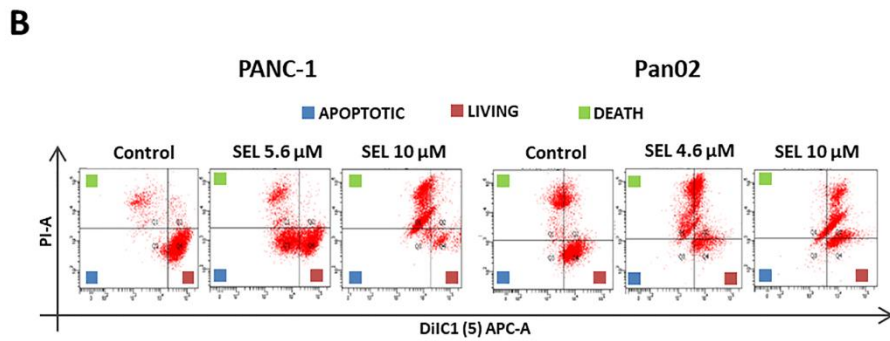 B
PANC-1 Pan02
APOPTOTIC LIVING DEATH
Control SEL 5.6 µM SEL 10 µM Control SEL 4.6 µM SEL 10 µM
PI-A
DilC1 (5) APC-A